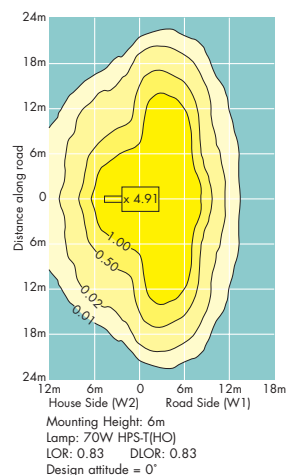 24m
18m
12m
6m
0
6m
12m
18m
24m
Distance along road
x 4.91
1.00
0.50
0.02
0.01
12m 6m 0 6m 12m 18m
House Side (W2) Road Side (W1)
Mounting Height: 6m
Lamp: 70W HPS-T(HO)
LOR: 0.83 DLOR: 0.83
Design attitude = 0°